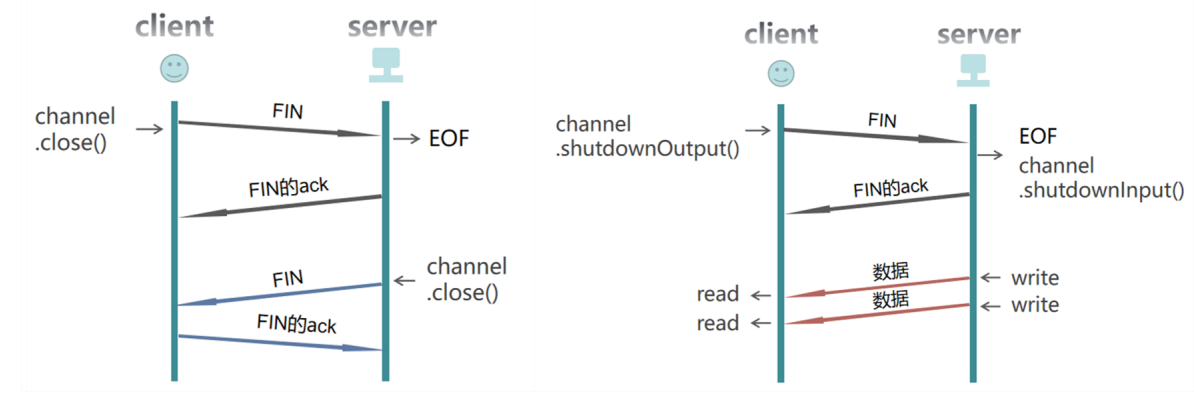 client
server
channel
.close()
FIN
EOF
FIN的ack
channel
.close()
FIN
FIN的ack
client
server
channel
.shutdownOutput()
FIN
EOF
channel
.shutdownInput()
FIN的ack
数据
write
read
数据
write
read